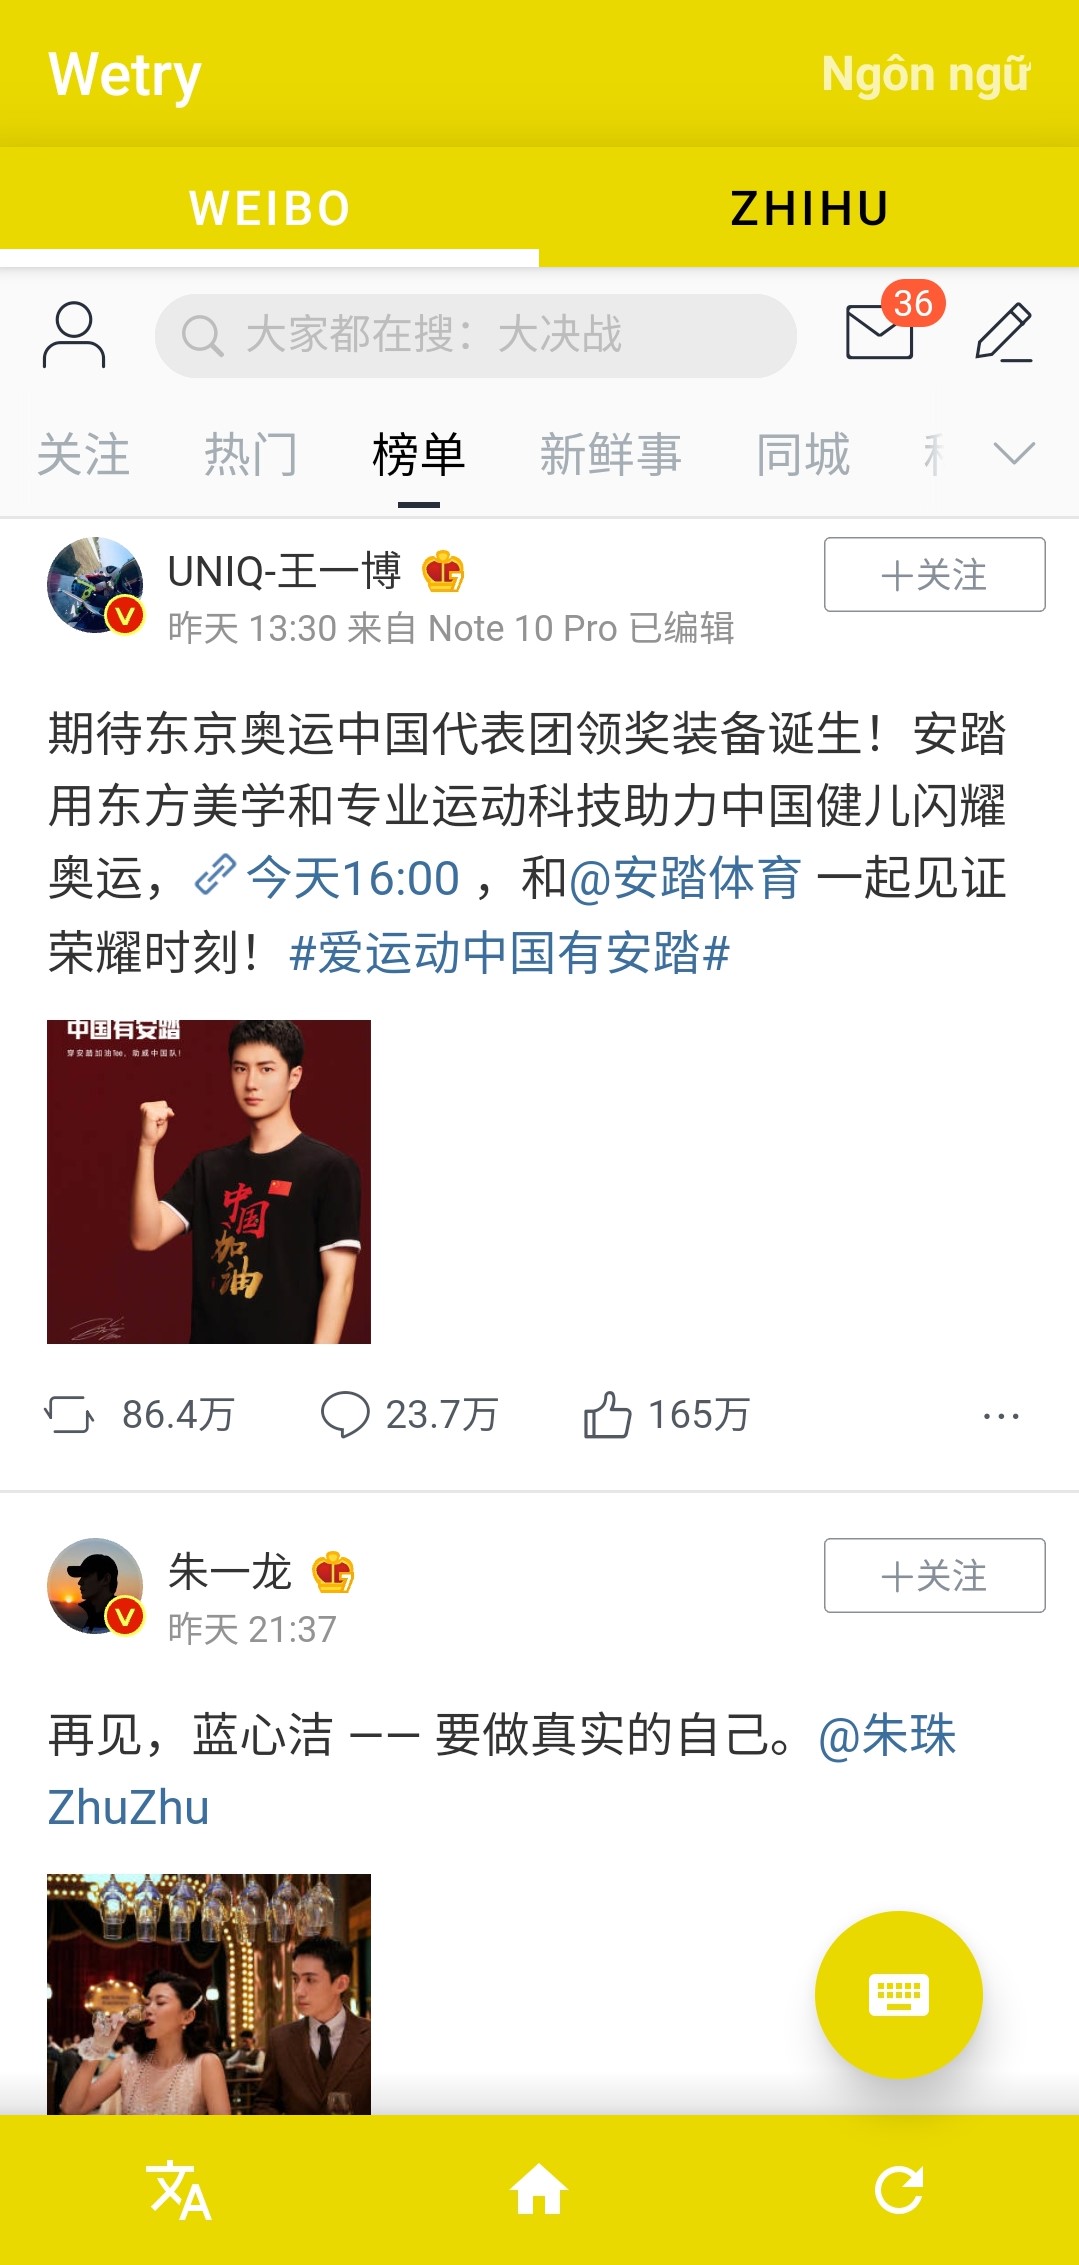 Wetry
Ngôn ngữ
WEIBO
ZHIHU
大家都在搜：大决战
36
关注
热门
榜单
新鲜事
同城
UNIQ-王一博
7
+关注
昨天 13:30 来自 Note 10 Pro 已编辑
期待东京奥运中国代表团领奖装备诞生！安踏
用东方美学和专业运动科技助力中国健儿闪耀
奥运，今天16:00 ，和@安踏体育 一起见证
荣耀时刻！#爱运动中国有安踏#
中国有安踏
穿安踏加油Tee，助威中国队！
中国
加油
86.4万
23.7万
165万
朱一龙
7
+关注
昨天 21:37
再见，蓝心洁 —— 要做真实的自己。@朱珠
ZhuZhu